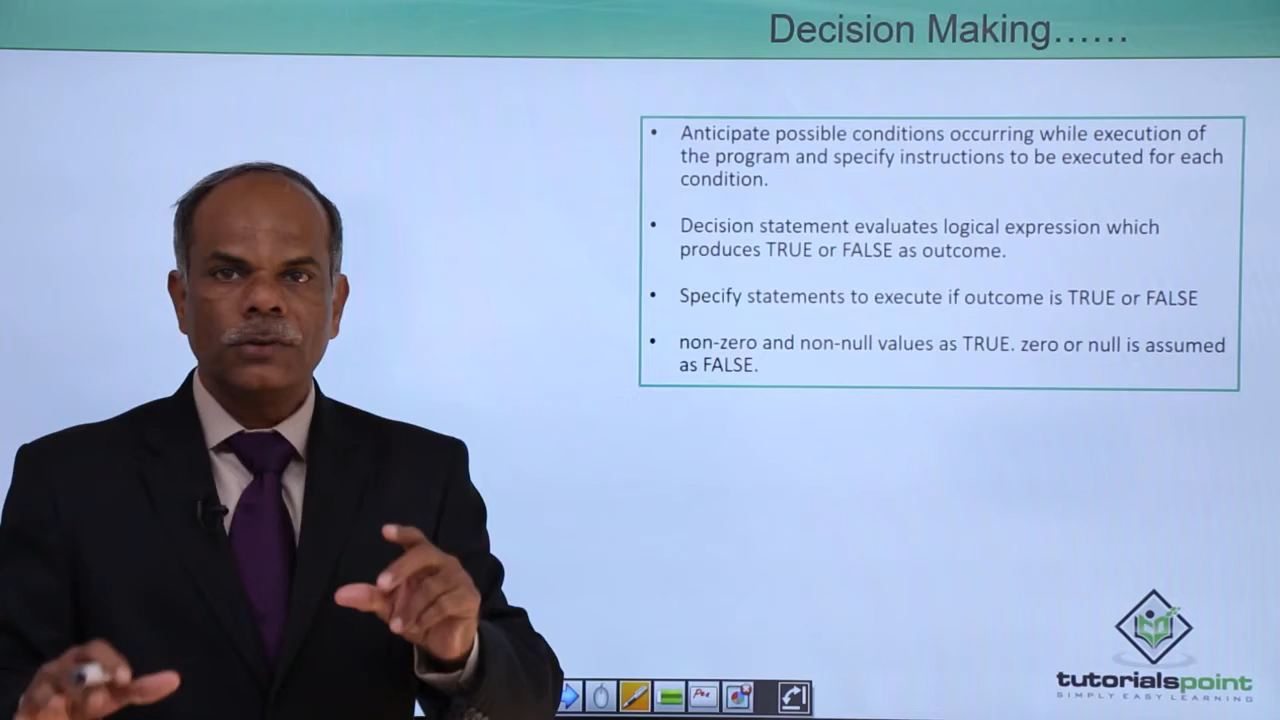 Decision Making......
• Anticipate possible conditions occurring while execution of
the program and specify instructions to be executed for each
condition.
• Decision statement evaluates logical expression which
produces TRUE or FALSE as outcome.
• Specify statements to execute if outcome is TRUE or FALSE
• non-zero and non-null values as TRUE. zero or null is assumed
as FALSE.
tutorialspoint
SIMPLY EASY LEARNING
Pen